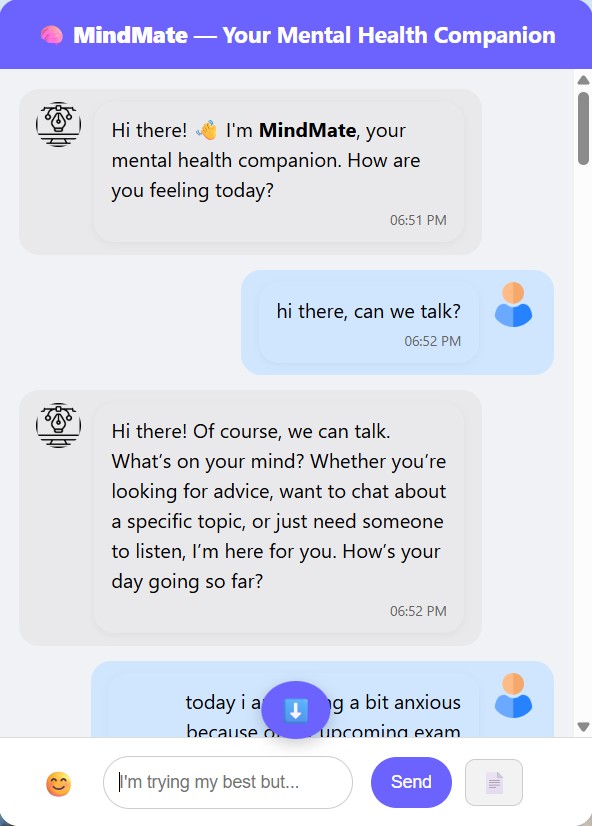 🧠 MindMate — Your Mental Health Companion
Hi there! 👋 I'm MindMate, your
mental health companion. How are
you feeling today?
06:51 PM
hi there, can we talk?
06:52 PM
Hi there! Of course, we can talk.
What’s on your mind? Whether you’re
looking for advice, want to chat about
a specific topic, or just need someone
to listen, I’m here for you. How’s your
day going so far?
06:52 PM
today i a bit anxious
because upcoming exam
I'm trying my best but...
Send